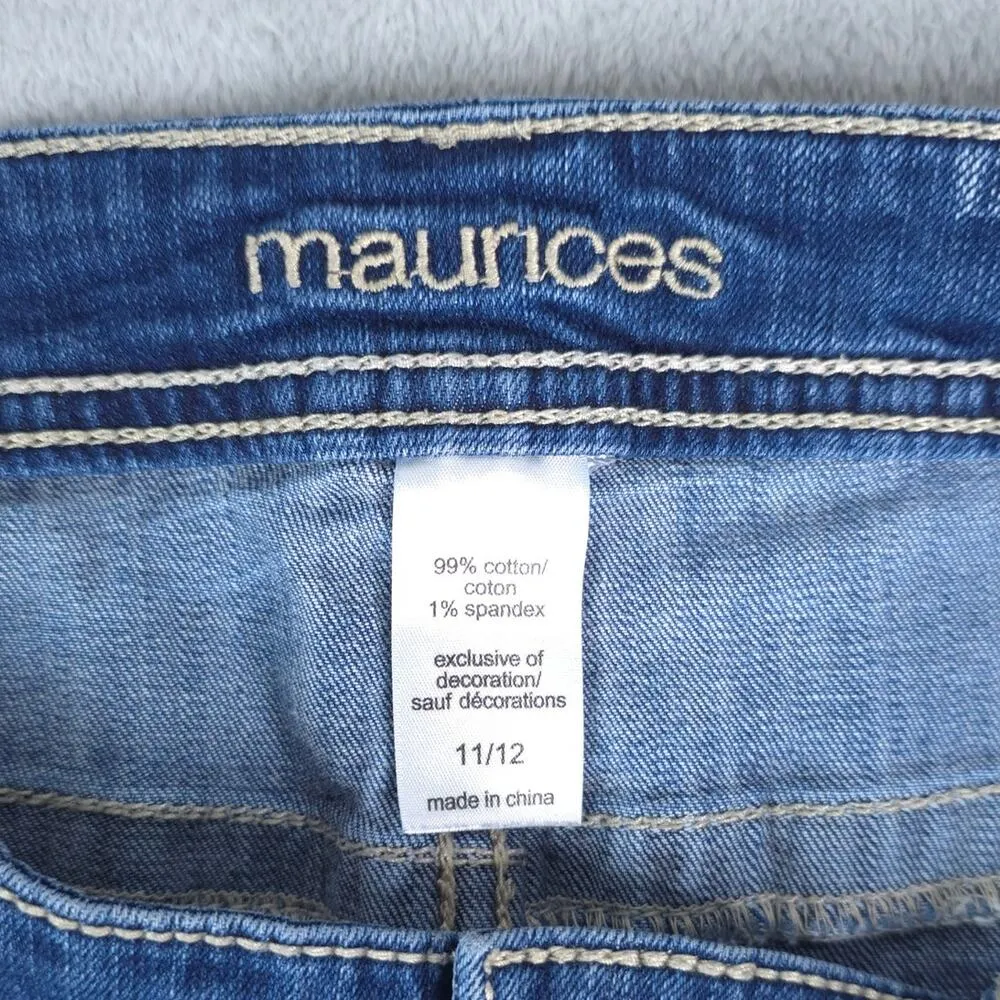 maurices
99% cotton/
coton
1% spandex
exclusive of
decoration/
sauf décorations
11/12
made in china